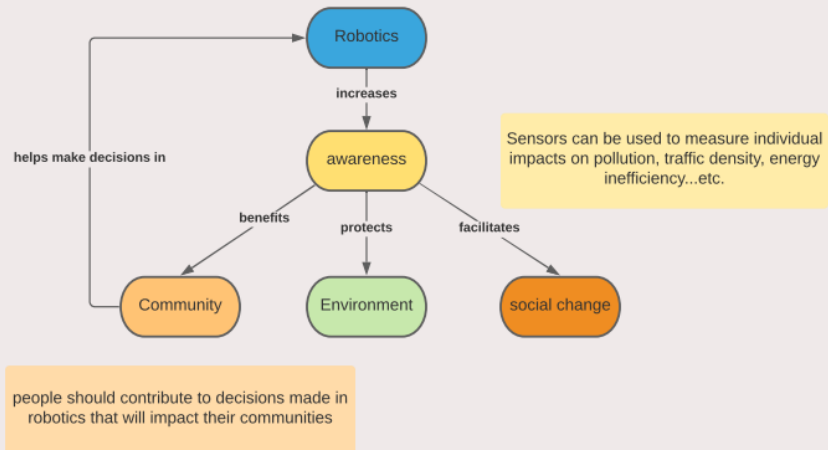 Robotics
increases
helps make decisions in
awareness
Sensors can be used to measure individual
impacts on pollution, traffic density, energy
inefficiency...etc.
benefits
protects
facilitates
Community
Environment
social change
people should contribute to decisions made in
robotics that will impact their communities